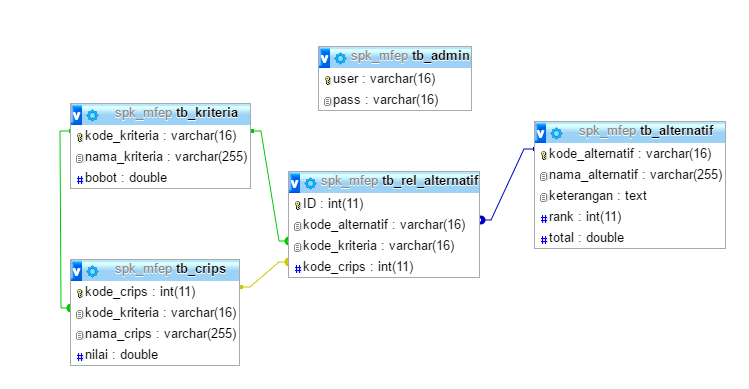 spk_mfep tb_admin
user : varchar(16)
pass : varchar(16)
spk_mfep tb_kriteria
kode_kriteria : varchar(16)
nama_kriteria : varchar(255)
bobot : double
spk_mfep tb_alternatif
kode_alternatif : varchar(16)
nama_alternatif : varchar(255)
keterangan : text
rank : int(11)
total : double
spk_mfep tb_rel_alternatif
ID : int(11)
kode_alternatif : varchar(16)
kode_kriteria : varchar(16)
kode_crips : int(11)
spk_mfep tb_crips
kode_crips : int(11)
kode_kriteria : varchar(16)
nama_crips : varchar(255)
nilai : double